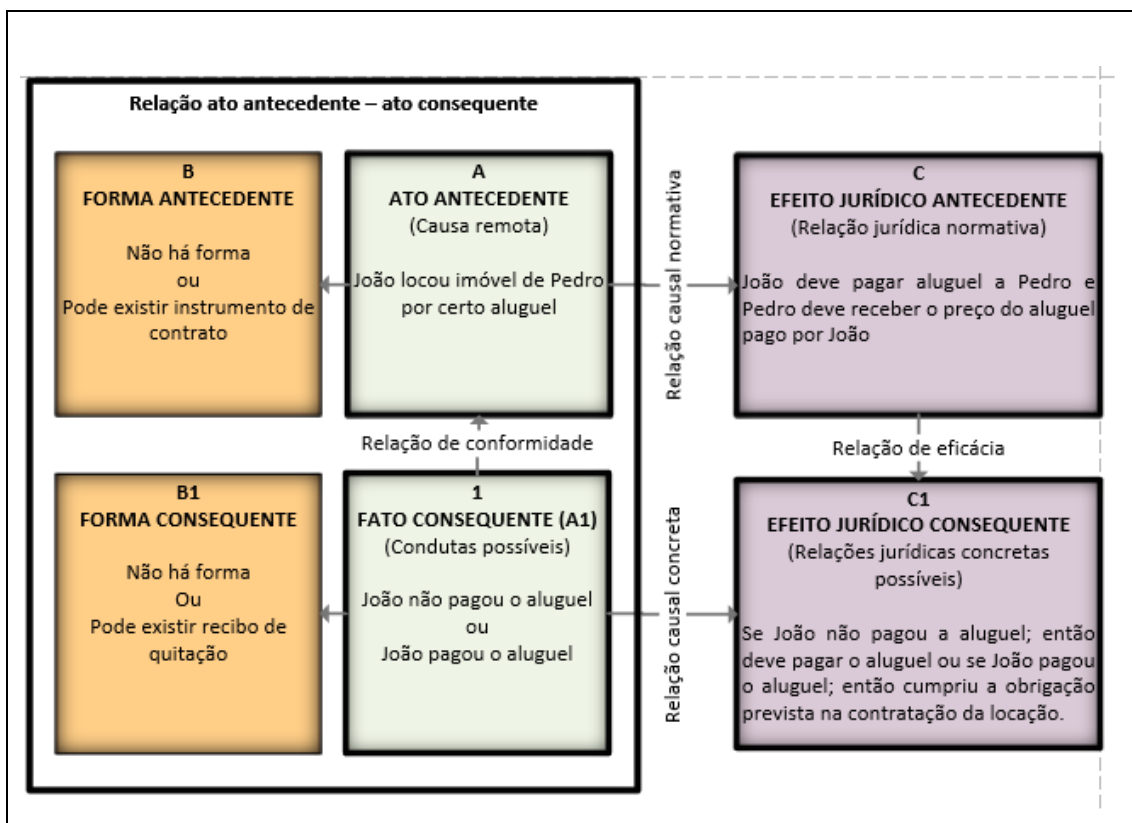 Relação ato antecedente – ato consequente
B
FORMA ANTECEDENTE
Não há forma
ou
Pode existir instrumento de
contrato
A
ATO ANTECEDENTE
(Causa remota)
João locou imóvel de Pedro
por certo aluguel
Relação causal normativa
C
EFEITO JURÍDICO ANTECEDENTE
(Relação jurídica normativa)
João deve pagar aluguel a Pedro e
Pedro deve receber o preço do aluguel
pago por João
Relação de conformidade
Relação de eficácia
B1
FORMA CONSEQUENTE
Não há forma
Ou
Pode existir recibo de
quitação
1
FATO CONSEQUENTE (A1)
(Condutas possíveis)
João não pagou o aluguel
ou
João pagou o aluguel
Relação causal concreta
C1
EFEITO JURÍDICO CONSEQUENTE
(Relações jurídicas concretas
possíveis)
Se João não pagou a aluguel; então
deve pagar o aluguel ou se João pagou
o aluguel; então cumpriu a obrigação
prevista na contratação da locação.